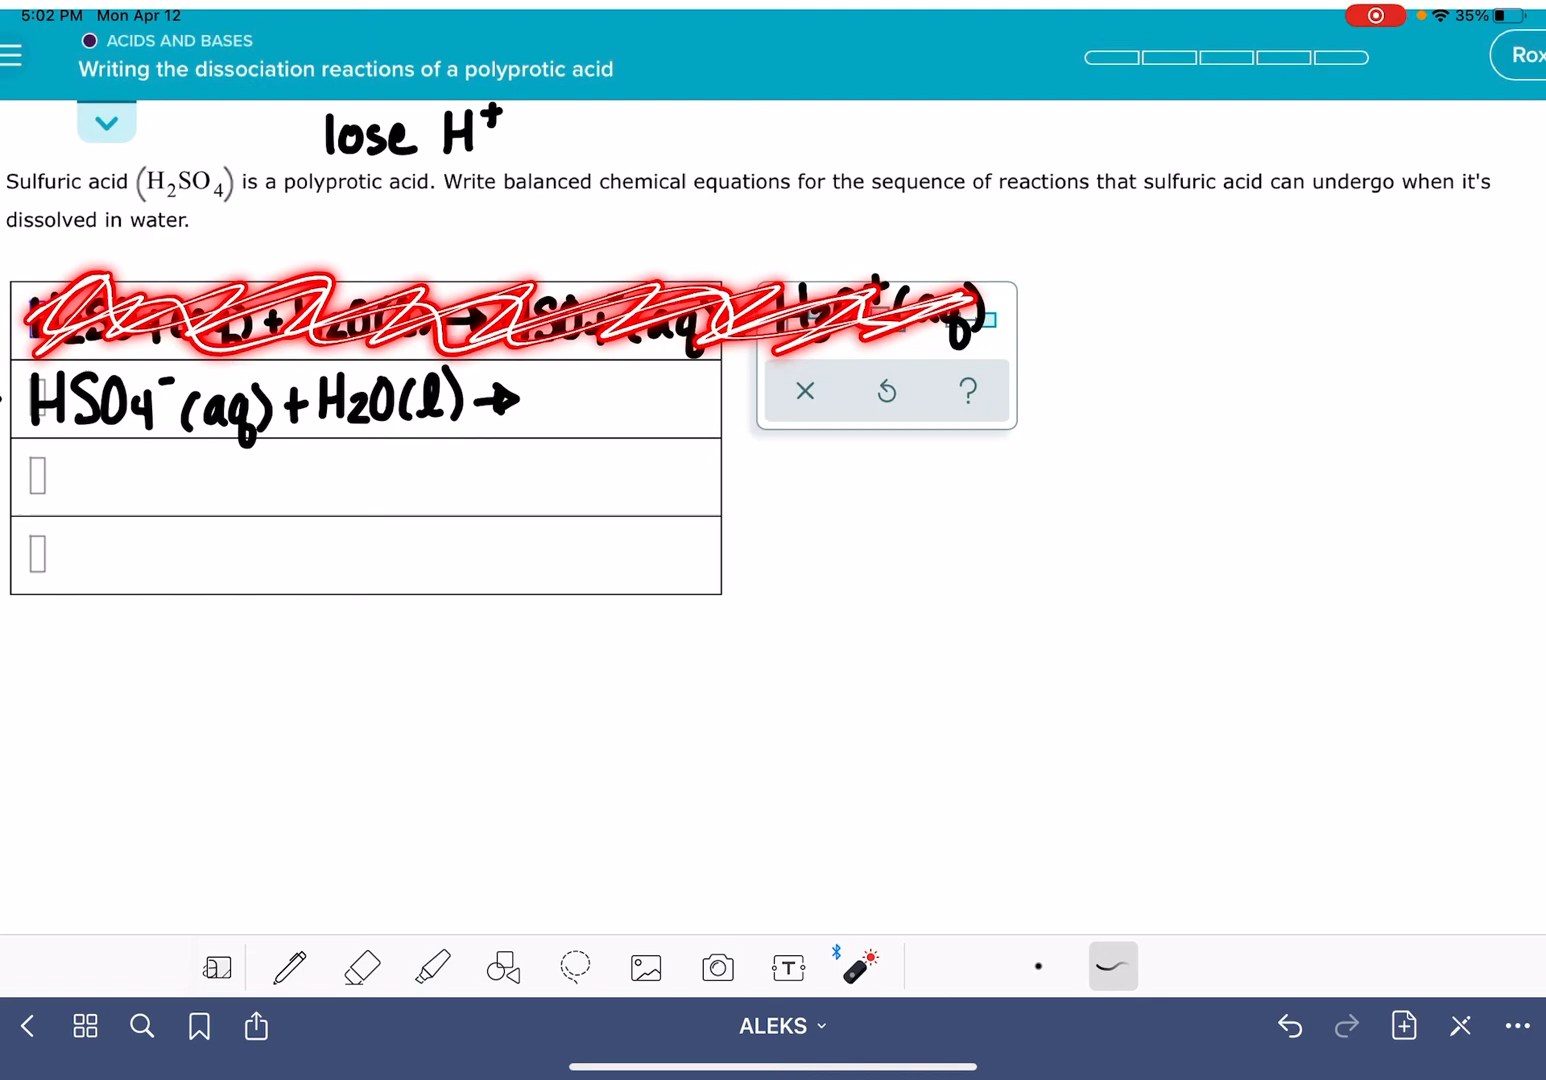 5:02 PM Mon Apr 12
35%
ACIDS AND BASES
Writing the dissociation reactions of a polyprotic acid
lose H⁺
Sulfuric acid (H₂SO₄) is a polyprotic acid. Write balanced chemical equations for the sequence of reactions that sulfuric acid can undergo when it's
dissolved in water.
HSO₄⁻(aq) + H₂O(l) →
?
T
ALEKS